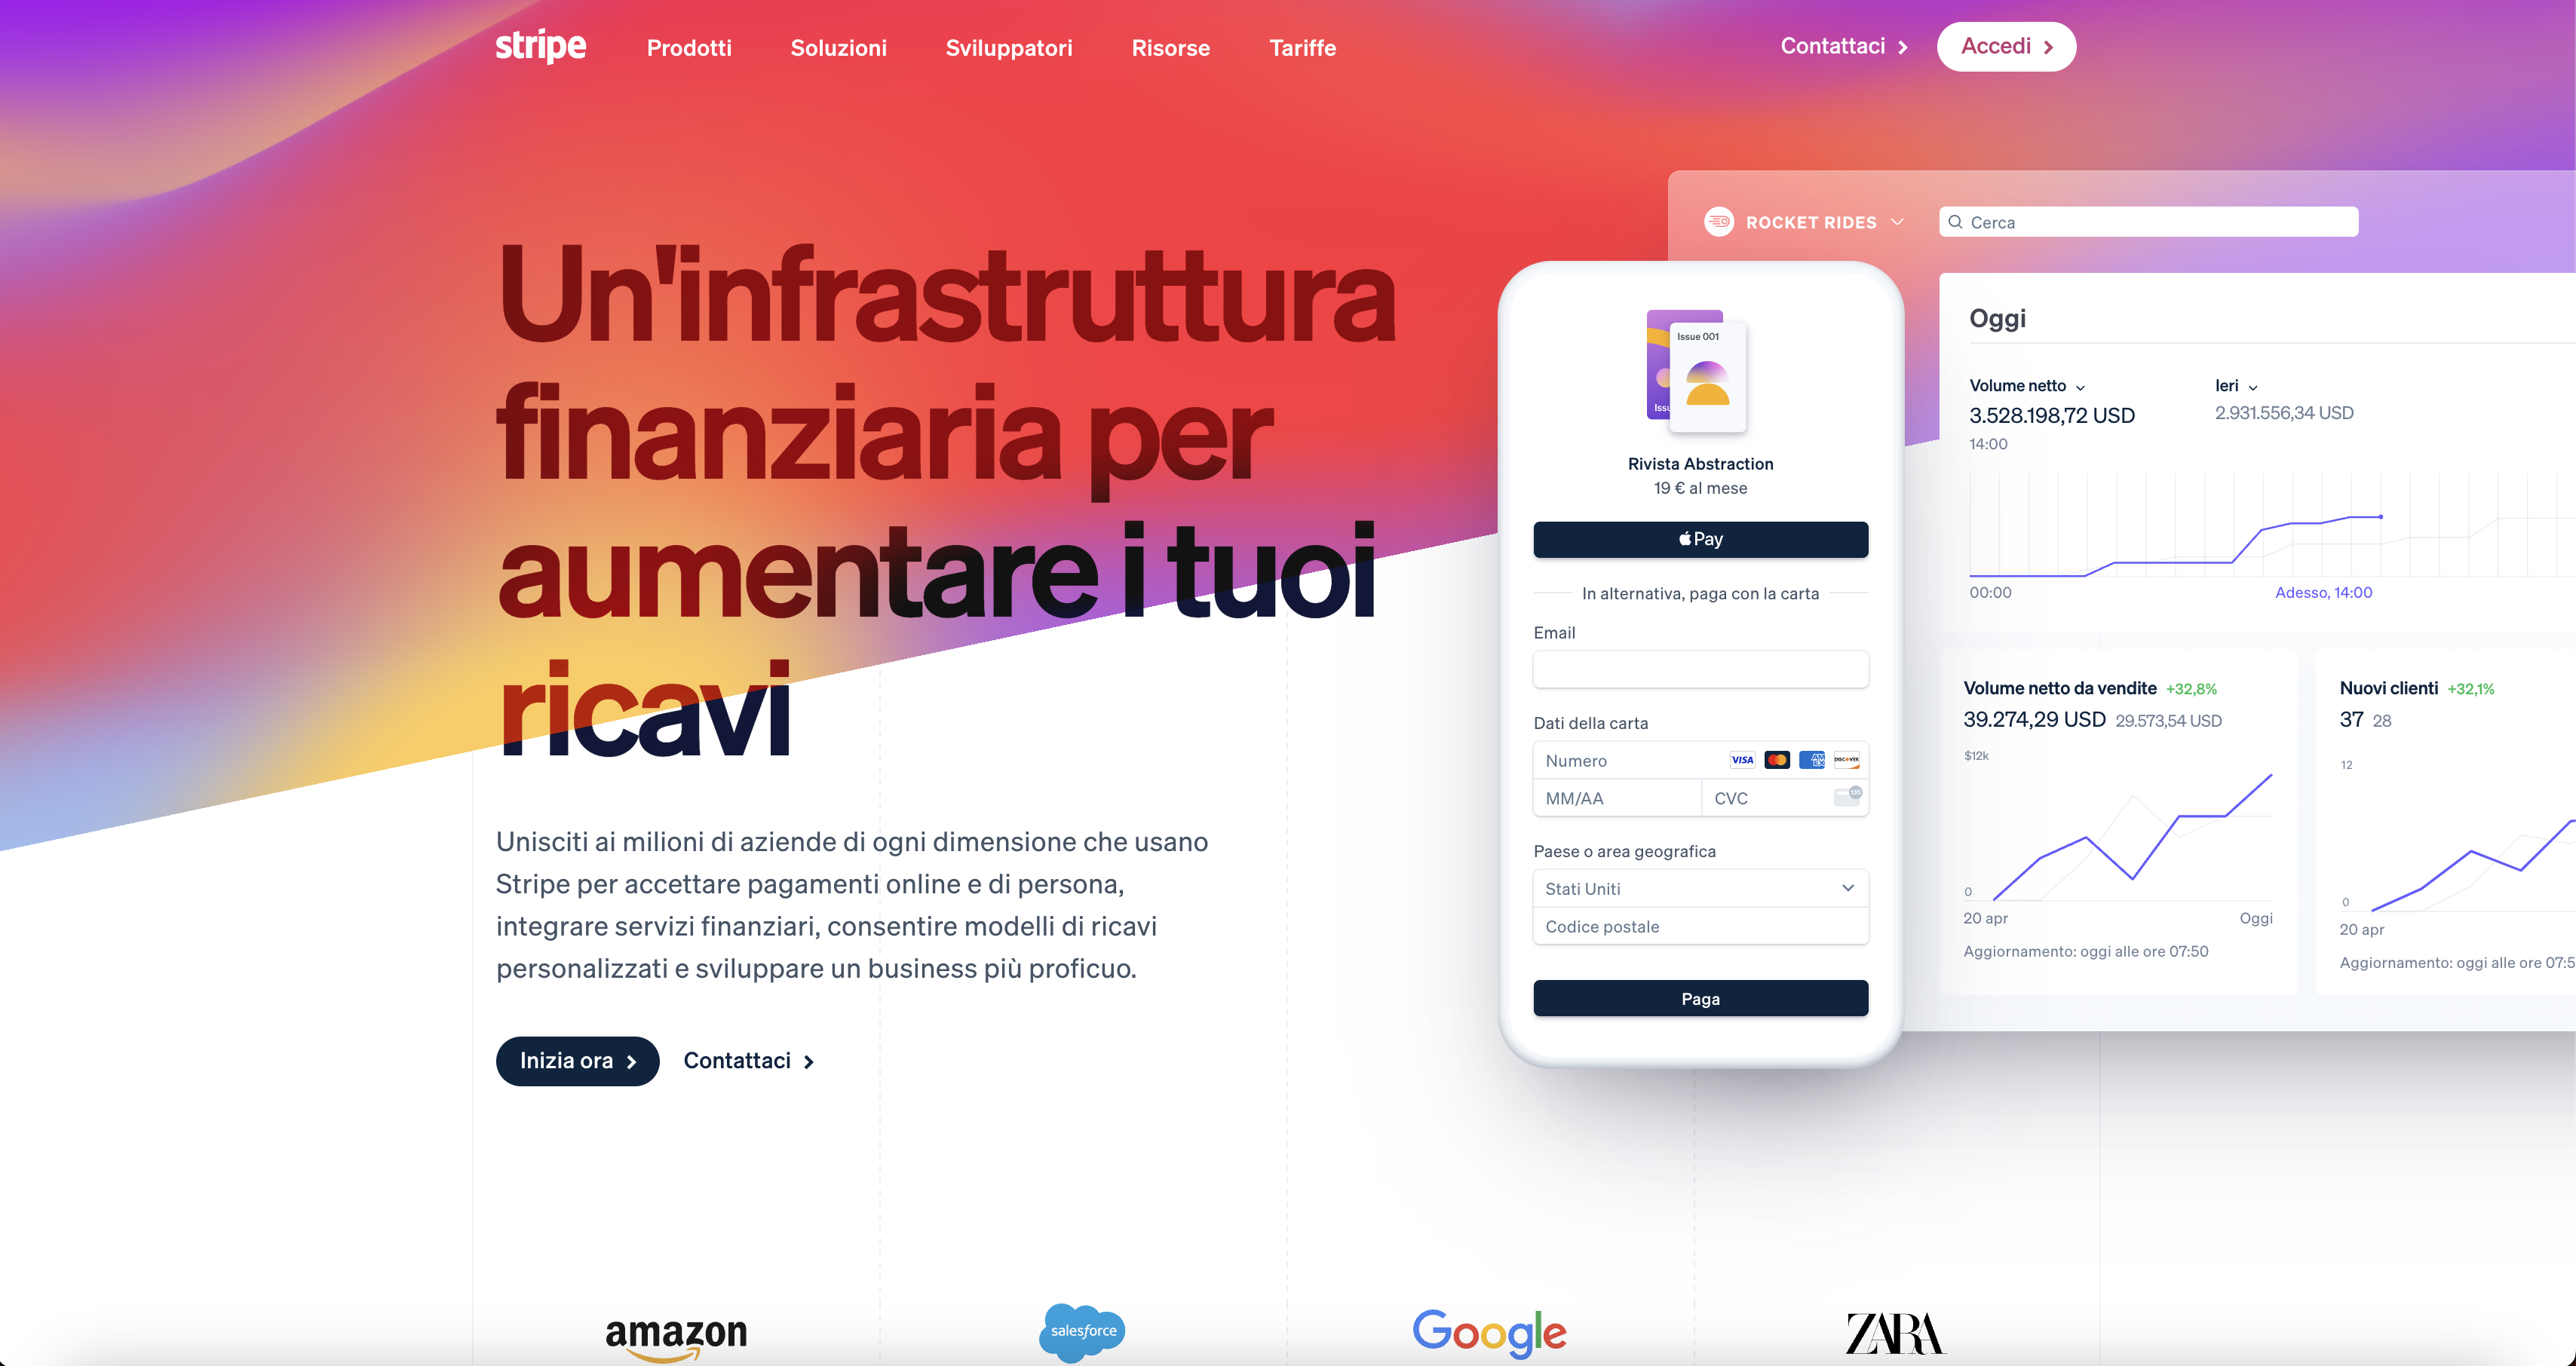 stripe
Prodotti
Soluzioni
Sviluppatori
Risorse
Tariffe
Contattaci
Accedi
Un'infrastruttura
finanziaria per
aumentare i tuoi
ricavi
Unisciti ai milioni di aziende di ogni dimensione che usano
Stripe per accettare pagamenti online e di persona,
integrare servizi finanziari, consentire modelli di ricavi
personalizzati e sviluppare un business più proficuo.
Inizia ora
Contattaci
Issue 001
Rivista Abstraction
19 € al mese
Pay
In alternativa, paga con la carta
Email
Dati della carta
Numero
VISA
AMEX
DISCOVER
MM/AA
CVC
135
Paese o area geografica
Stati Uniti
Codice postale
Paga
ROCKET RIDES
Cerca
Oggi
Volume netto
3.528.198,72 USD
14:00
Ieri
2.931.556,34 USD
00:00
Adesso, 14:00
Volume netto da vendite +32,8%
39.274,29 USD 29.573,54 USD
$12k
0
20 apr
Oggi
Aggiornamento: oggi alle ore 07:50
Nuovi clienti +32,1%
37 28
12
0
20 apr
Aggiornamento: oggi alle ore 07:5
amazon
salesforce
Google
ZARA